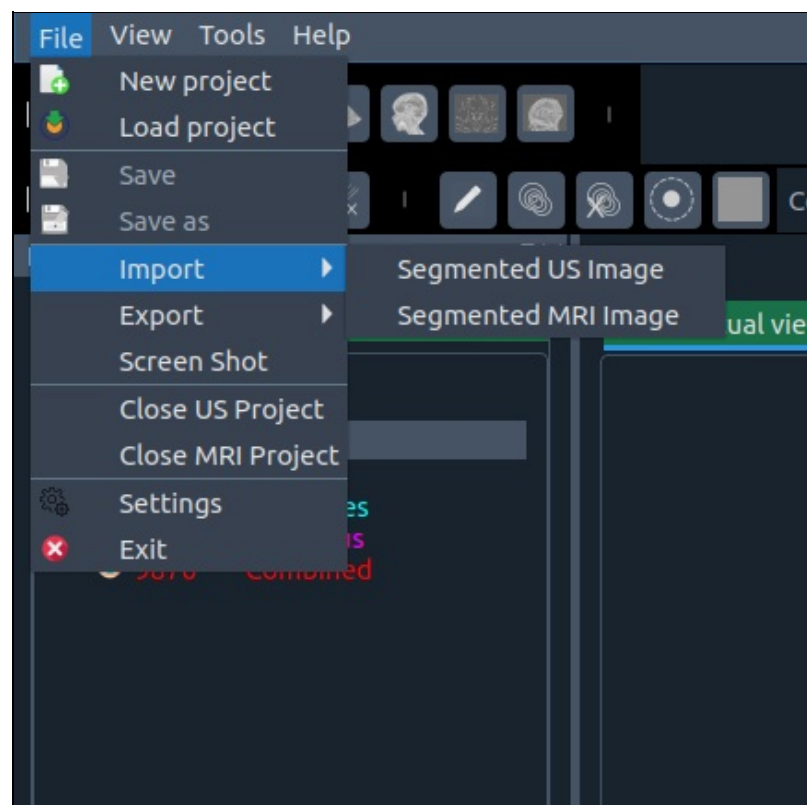 File View Tools Help
New project
Load project
Save
Save as
Import
Segmented US Image
Export
Segmented MRI Image
Screen Shot
Close US Project
Close MRI Project
Settings
Exit
Combined